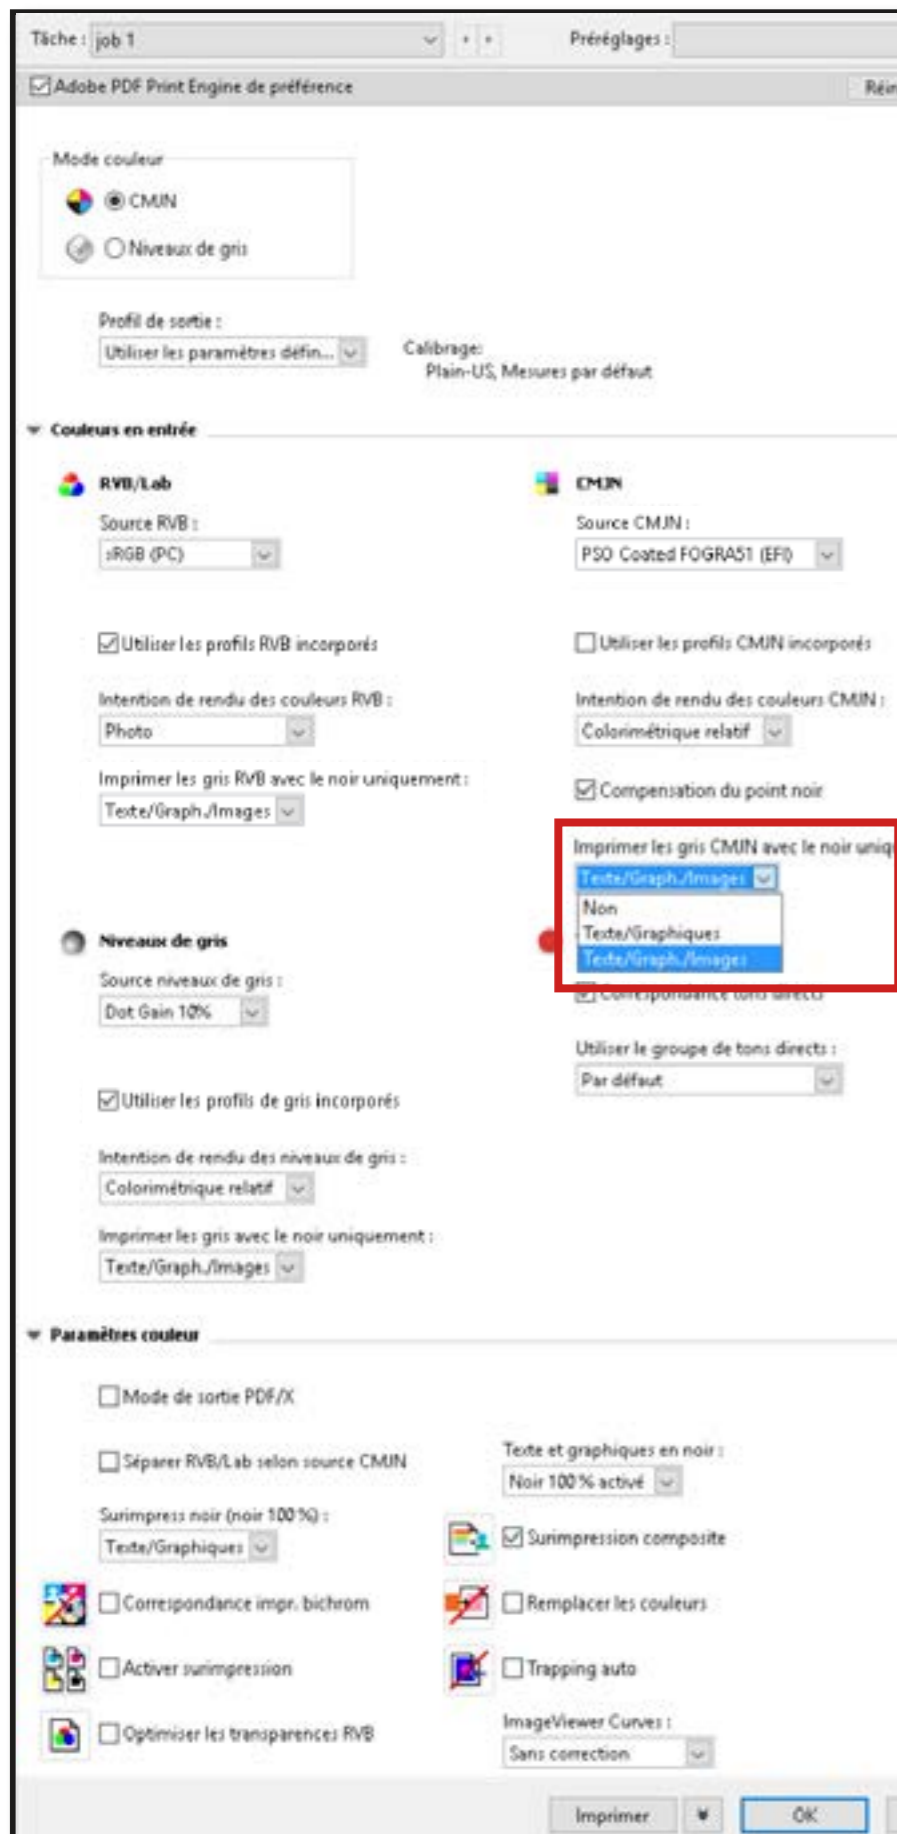 Tâche : job 1 Préréglages :
Adobe PDF Print Engine de préférence
Mode couleur
CMJN
Niveaux de gris
Profil de sortie :
Utiliser les paramètres défin...
Calibrage:
Plain-US, Mesures par défaut
Couleurs en entrée
RVB/Lab
Source RVB :
sRGB (PC)
Utiliser les profils RVB incorporés
Intention de rendu des couleurs RVB :
Photo
Imprimer les gris RVB avec le noir uniquement :
Texte/Graph./Images
CMJN
Source CMJN :
PSO Coated FOGRA51 (EFI)
Utiliser les profils CMJN incorporés
Intention de rendu des couleurs CMJN :
Colorimétrique relatif
Compensation du point noir
Imprimer les gris CMJN avec le noir uniq
Texte/Graph./Images
Non
Texte/Graphiques
Texte/Graph./Images
Correspondance tons directs
Utiliser le groupe de tons directs :
Par défaut
Niveaux de gris
Source niveaux de gris :
Dot Gain 10%
Utiliser les profils de gris incorporés
Intention de rendu des niveaux de gris :
Colorimétrique relatif
Imprimer les gris avec le noir uniquement :
Texte/Graph./Images
Paramètres couleur
Mode de sortie PDF/X
Séparer RVB/Lab selon source CMJN
Texte et graphiques en noir :
Noir 100 % activé
Surimpress noir (noir 100 %) :
Texte/Graphiques
Surimpression composite
Correspondance impr. bichrom
Remplacer les couleurs
Activer surimpression
Trapping auto
Optimiser les transparences RVB
ImageViewer Curves :
Sans correction
Imprimer OK